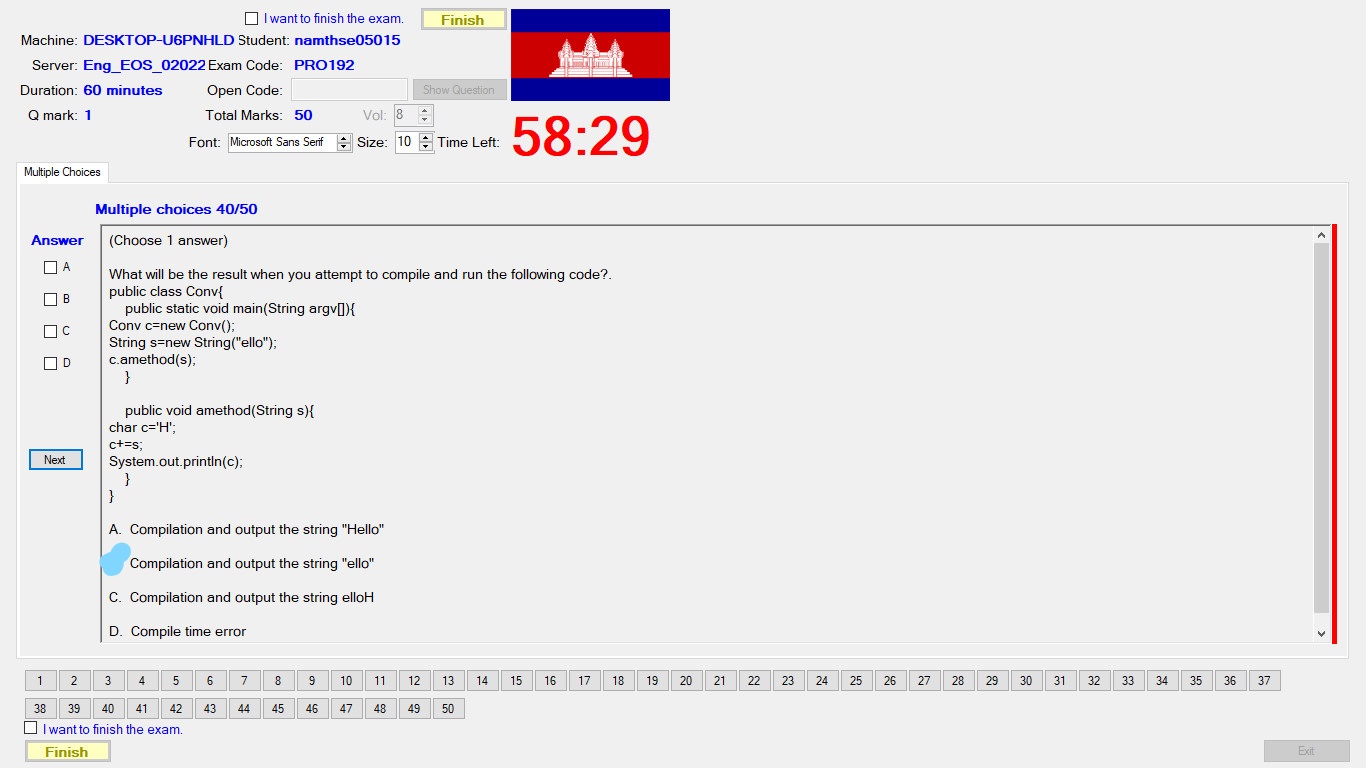 I want to finish the exam. Finish
Machine: DESKTOP-U6PNHLD Student: namthse05015
Server: Eng_EOS_02022 Exam Code: PRO192
Duration: 60 minutes Open Code: Show Question
Q mark: 1 Total Marks: 50 Vol: 8
Font: Microsoft Sans Serif Size: 10 Time Left: 58:29
Multiple Choices
Multiple choices 40/50
Answer
A
B
C
D
Next
(Choose 1 answer)
What will be the result when you attempt to compile and run the following code?.
public class Conv{
public static void main(String argv[]){
Conv c=new Conv();
String s=new String("ello");
c.amethod(s);
}
public void amethod(String s){
char c='H';
c+=s;
System.out.println(c);
}
}
A. Compilation and output the string "Hello"
Compilation and output the string "ello"
C. Compilation and output the string elloH
D. Compile time error
1 2 3 4 5 6 7 8 9 10 11 12 13 14 15 16 17 18 19 20 21 22 23 24 25 26 27 28 29 30 31 32 33 34 35 36 37
38 39 40 41 42 43 44 45 46 47 48 49 50
I want to finish the exam.
Finish Exit